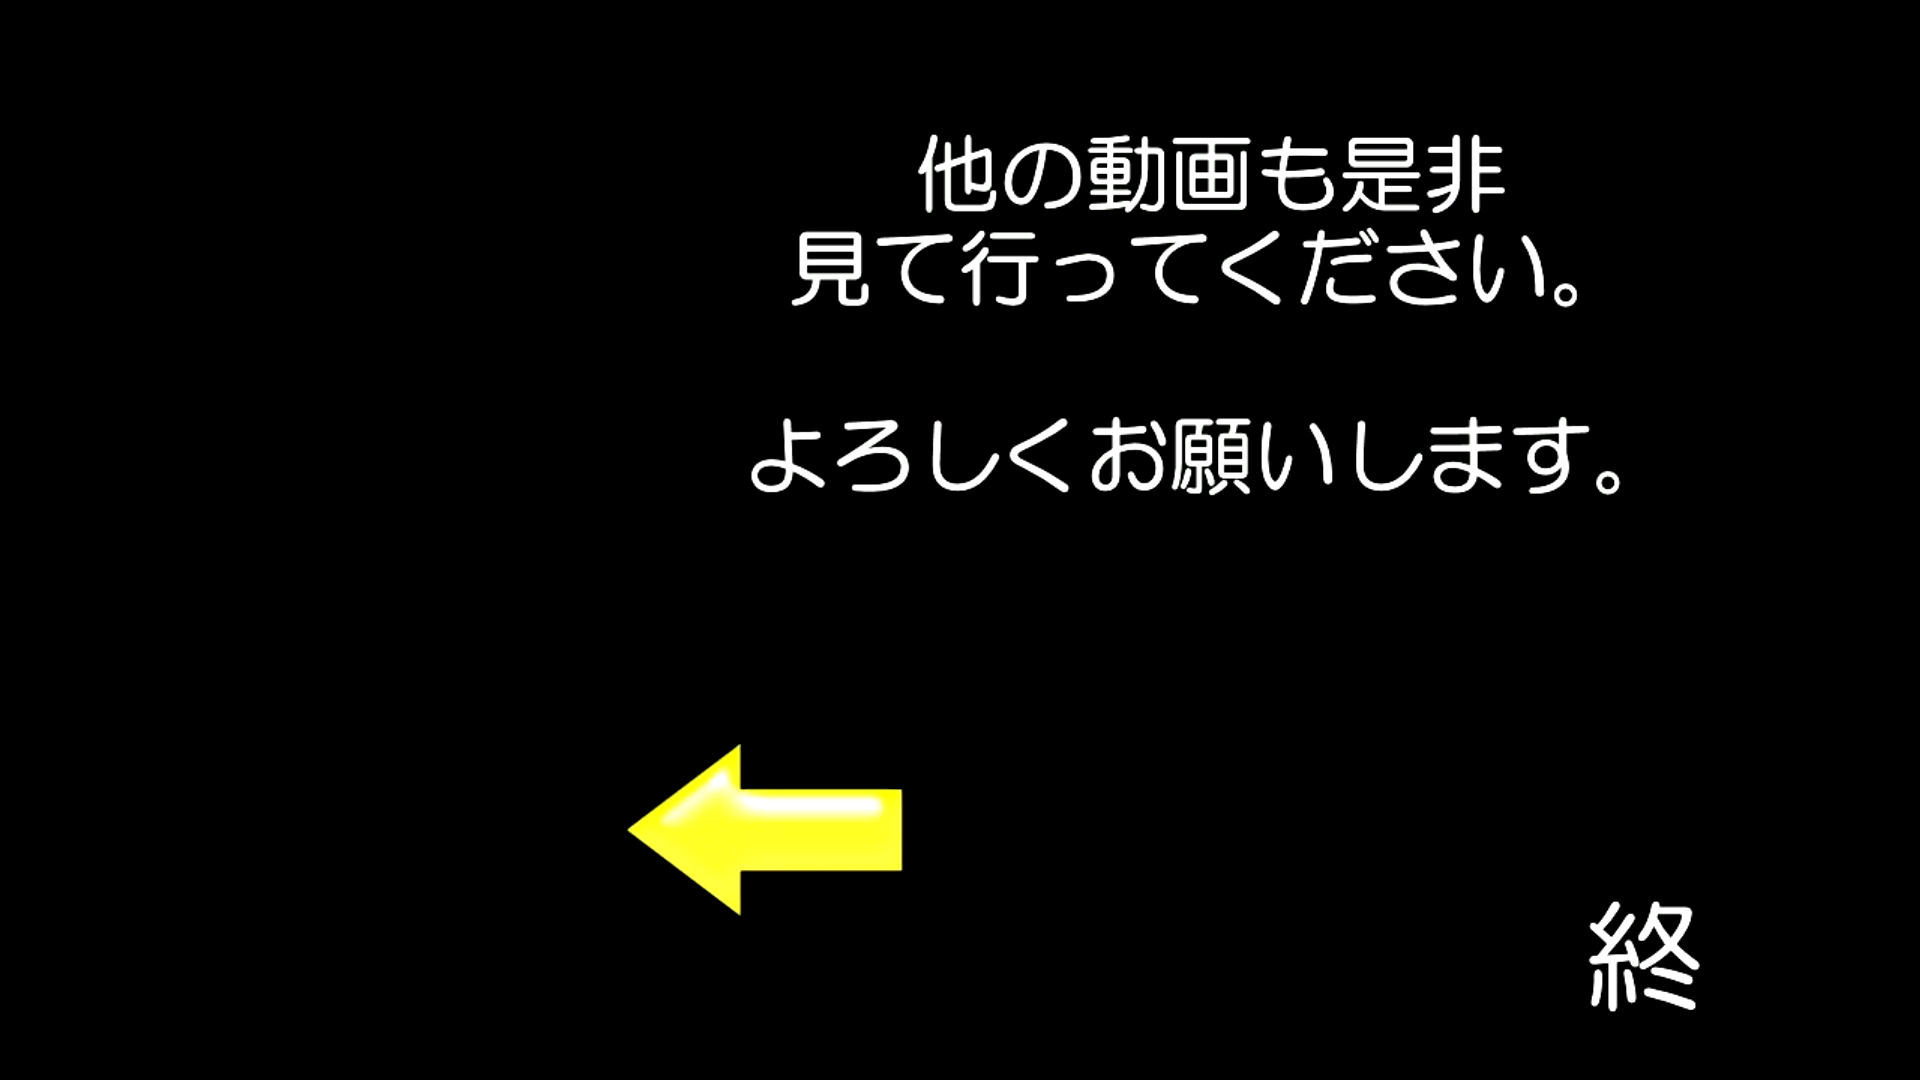 他の動画も是非
見て行ってください。
よろしくお願いします。
終